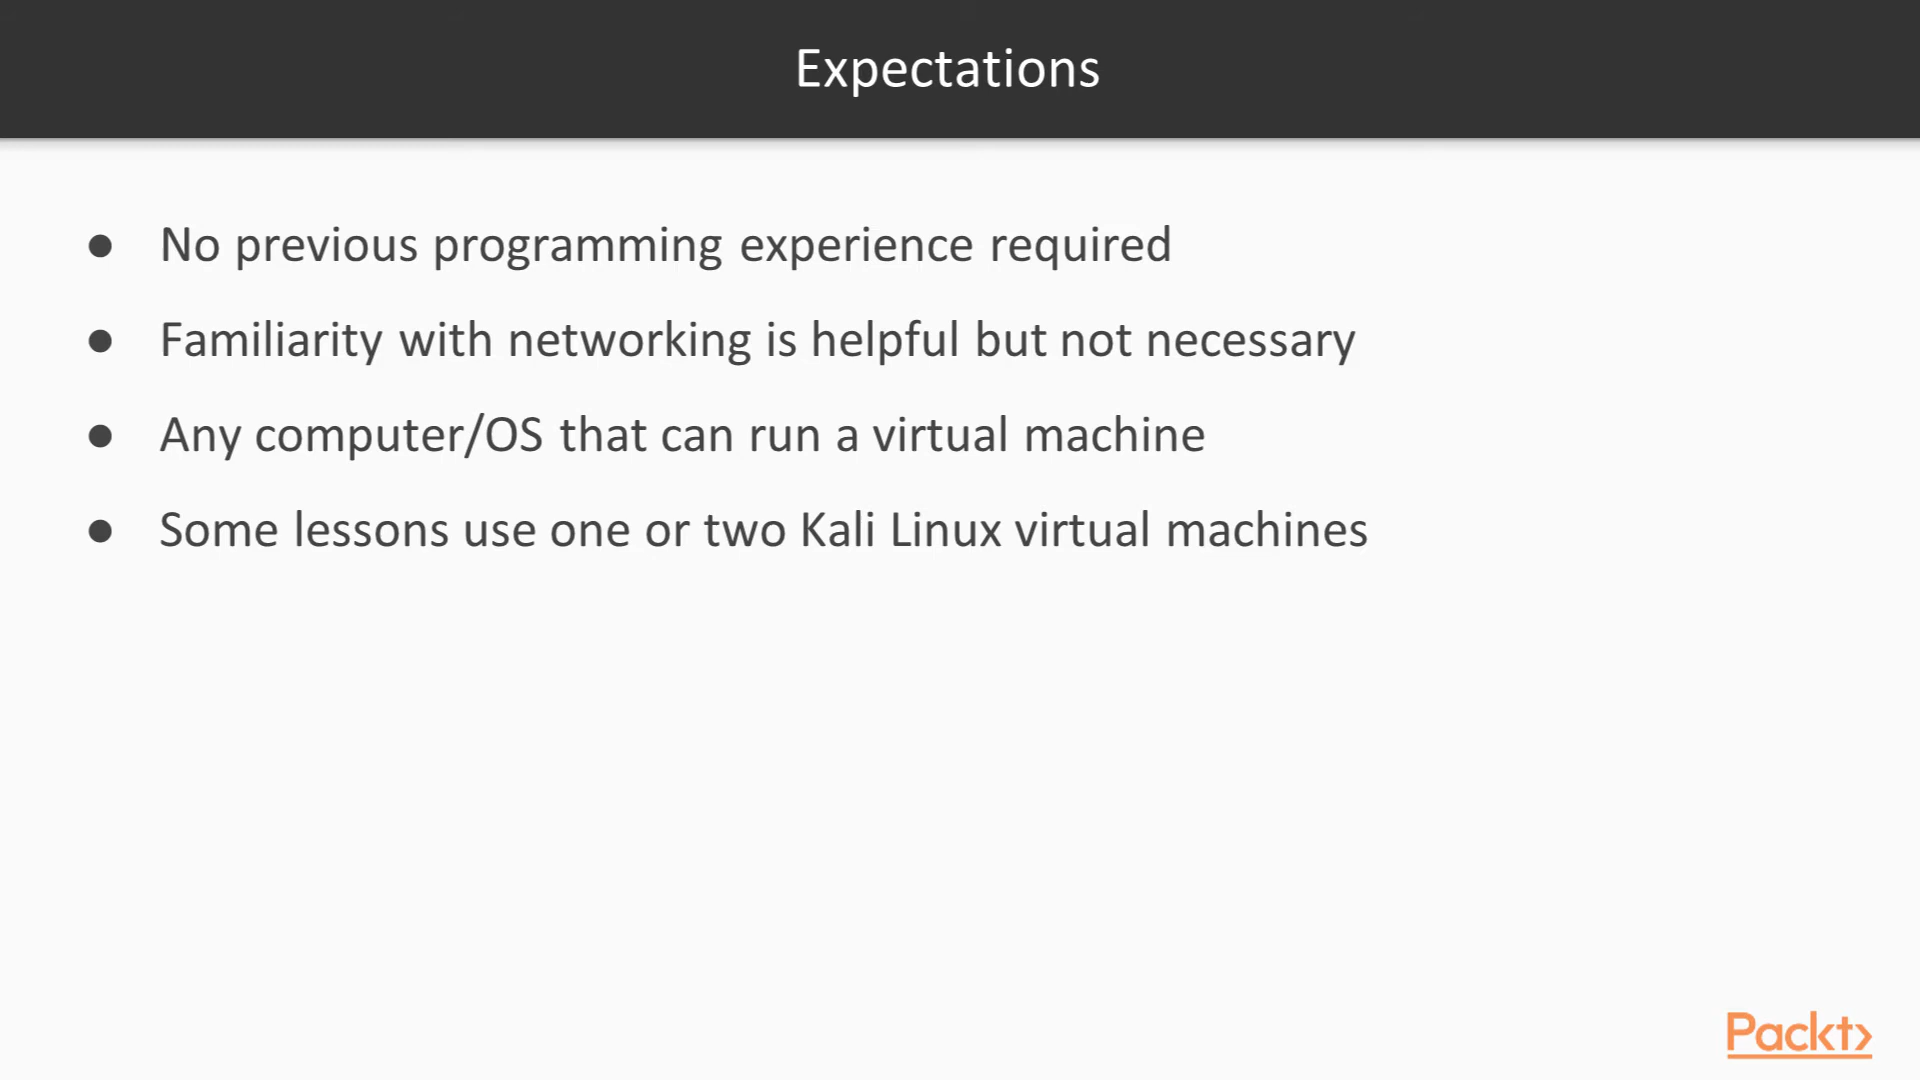 Expectations
● No previous programming experience required
● Familiarity with networking is helpful but not necessary
● Any computer/OS that can run a virtual machine
● Some lessons use one or two Kali Linux virtual machines
Packt>